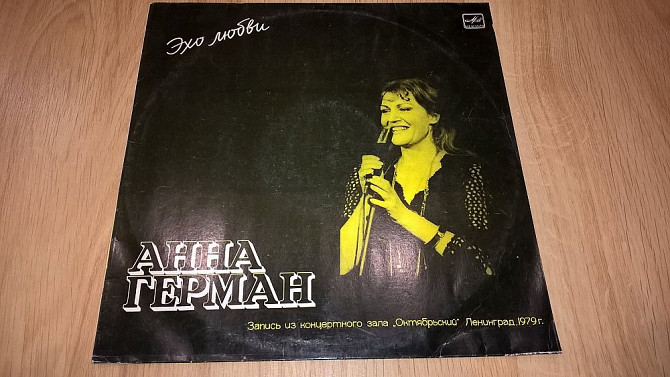 Эхо любви
АННА
ГЕРМАН
Запись из концертного зала „Октябрьский" Ленинград, 1979 г.